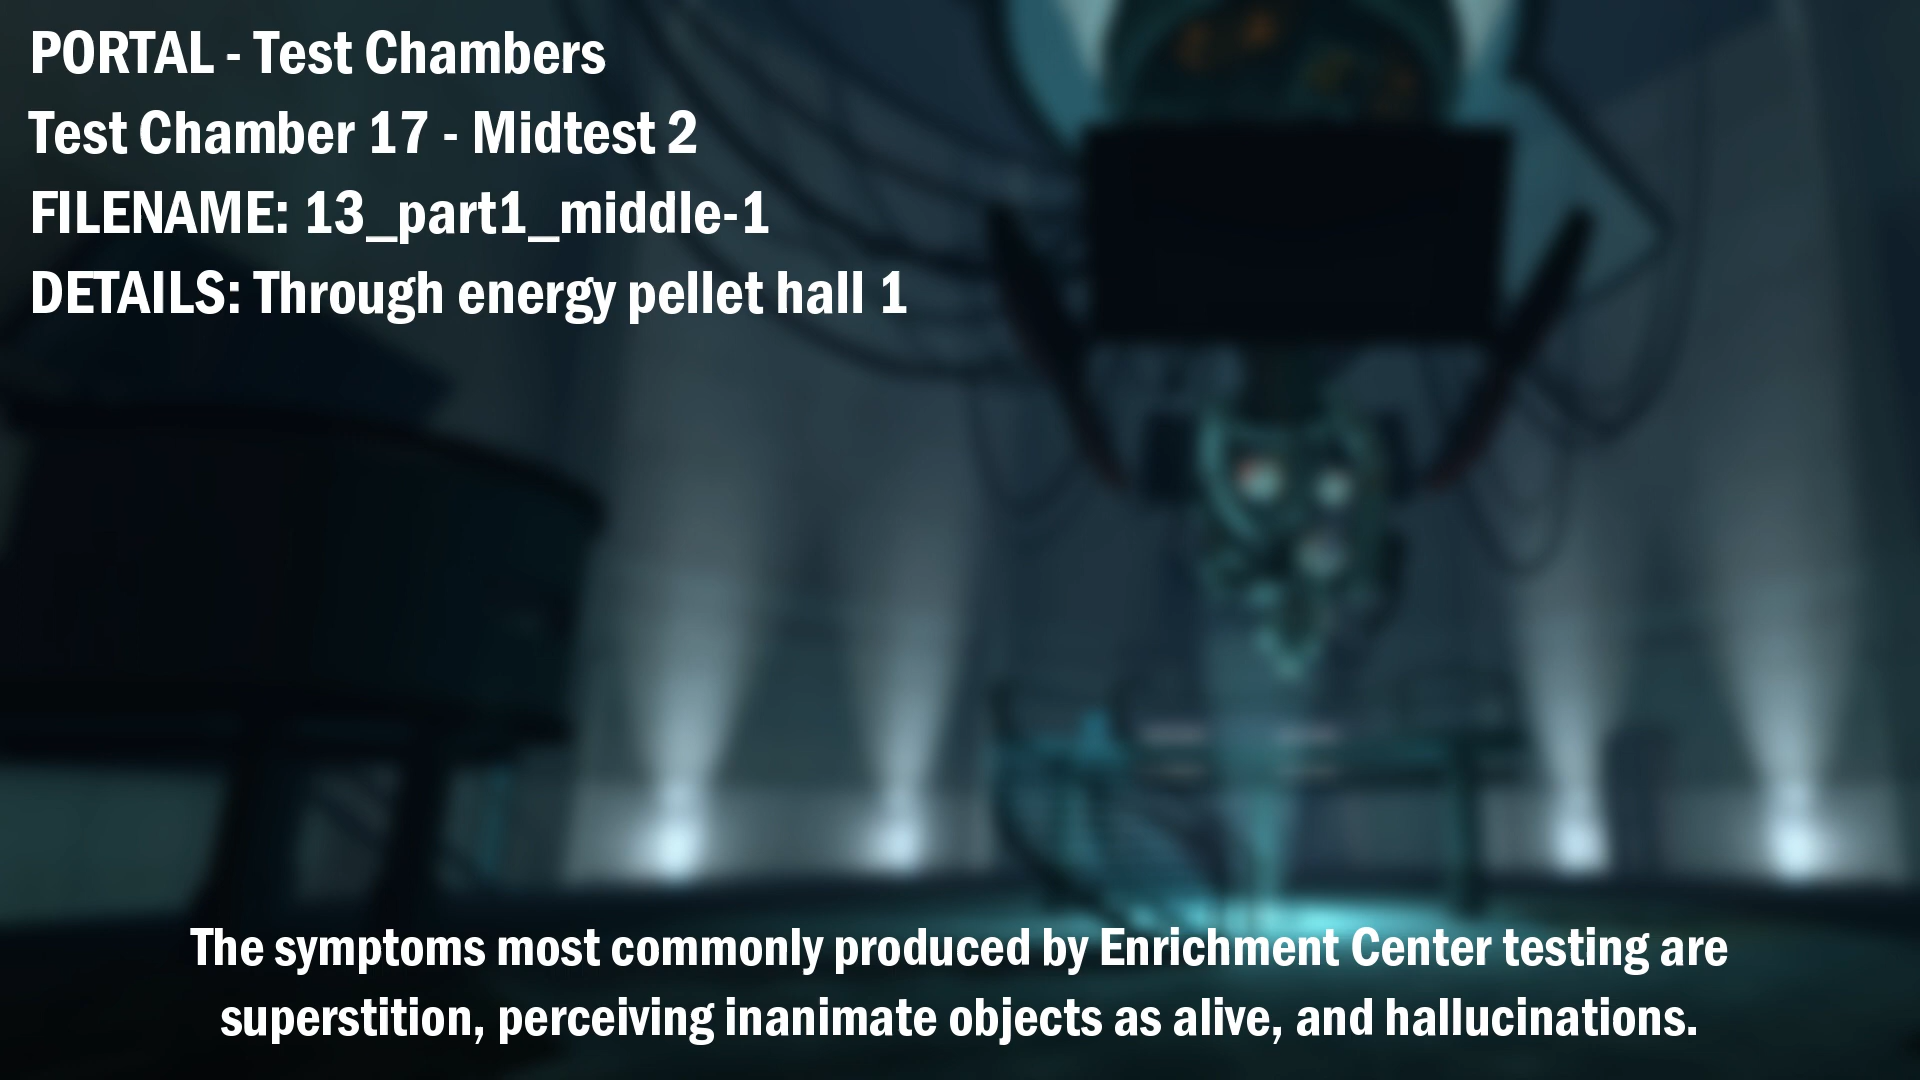 PORTAL - Test Chambers
Test Chamber 17 - Midtest 2
FILENAME: 13_part1_middle-1
DETAILS: Through energy pellet hall 1
The symptoms most commonly produced by Enrichment Center testing are
superstition, perceiving inanimate objects as alive, and hallucinations.